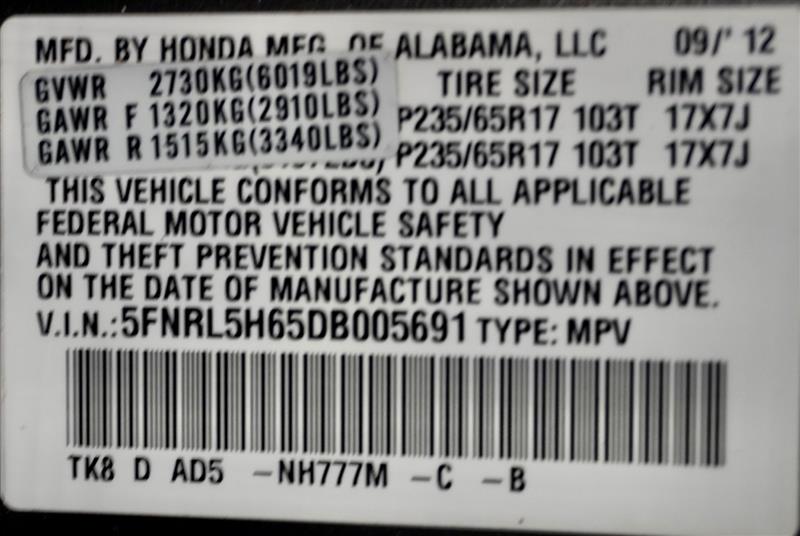 MFD. BY HONDA MFG. OF ALABAMA, LLC 09/' 12
GVWR 2730KG(6019LBS) TIRE SIZE RIM SIZE
GAWR F 1320KG(2910LBS) P235/65R17 103T 17X7J
GAWR R 1515KG(3340LBS) P235/65R17 103T 17X7J
THIS VEHICLE CONFORMS TO ALL APPLICABLE
FEDERAL MOTOR VEHICLE SAFETY
AND THEFT PREVENTION STANDARDS IN EFFECT
ON THE DATE OF MANUFACTURE SHOWN ABOVE.
V.I.N.:5FNRL5H65DB005691 TYPE: MPV
TK8 D AD5 -NH777M -C -B